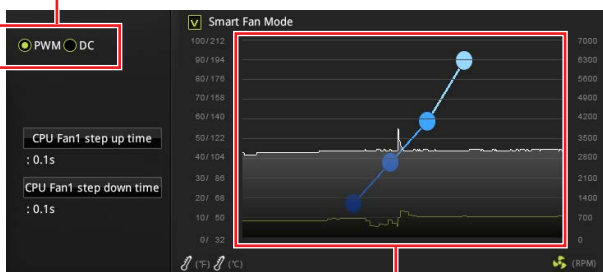 Smart Fan Mode
PWM DC
100/212 7000
90/194 6300
80/176 5600
70/158 4900
60/140 4200
50/122 3500
40/104 2800
30/ 86 2100
20/ 68 1400
10/ 50 700
0/ 32 0
CPU Fan1 step up time
: 0.1s
CPU Fan1 step down time
: 0.1s
(°F) (°C) (RPM)